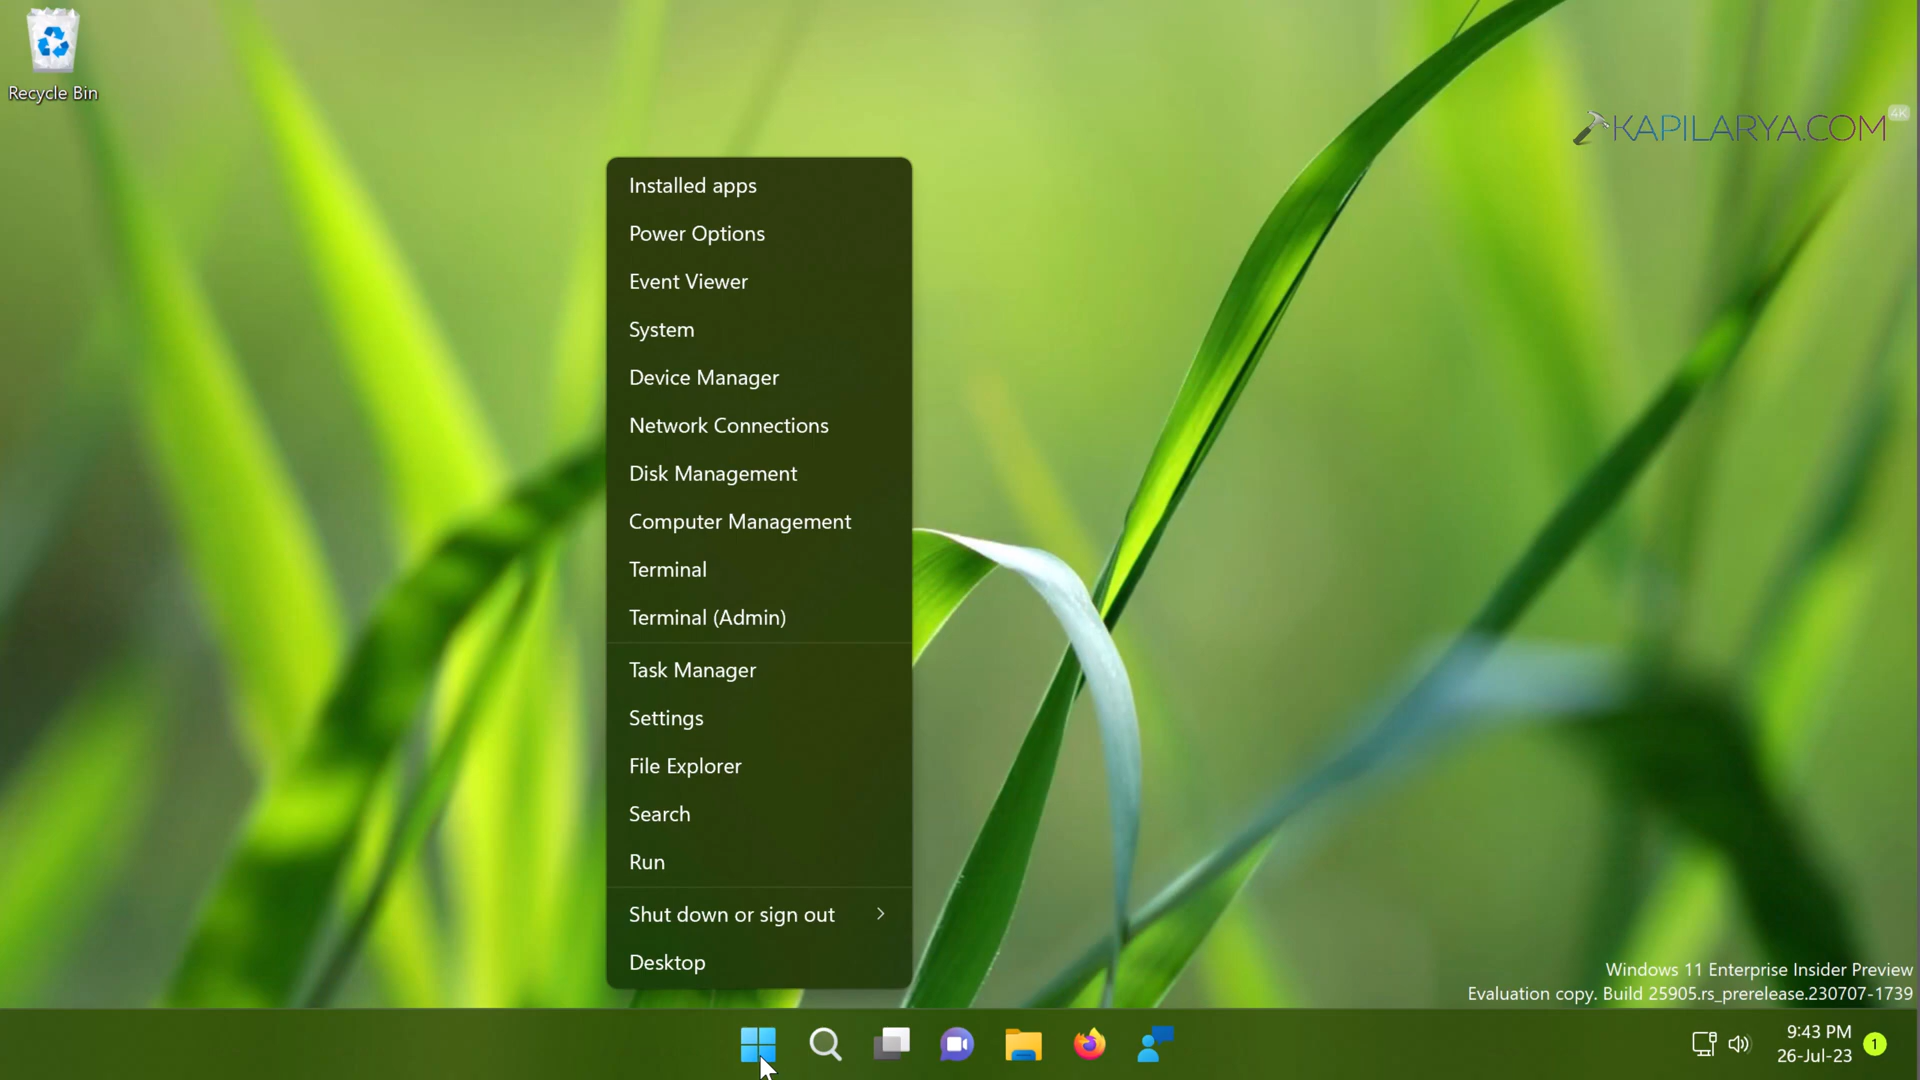 Recycle Bin
4K
KAPILARYA.COM
Installed apps
Power Options
Event Viewer
System
Device Manager
Network Connections
Disk Management
Computer Management
Terminal
Terminal (Admin)
Task Manager
Settings
File Explorer
Search
Run
Shut down or sign out
Desktop
Windows 11 Enterprise Insider Preview
Evaluation copy. Build 25905.rs_prerelease.230707-1739
9:43 PM
26-Jul-23
1